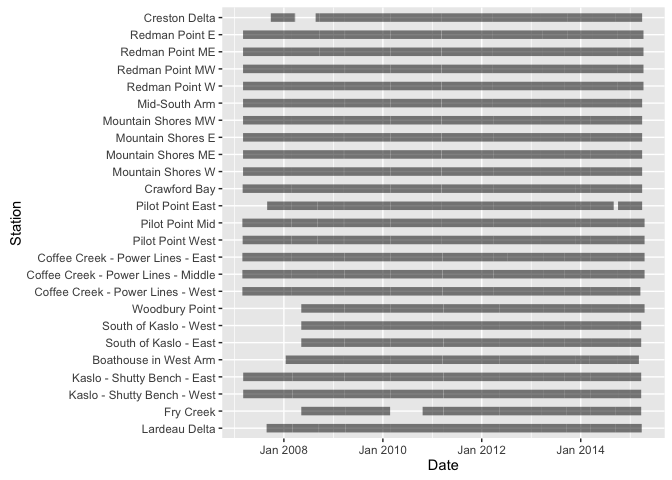 Creston Delta
Redman Point E
Redman Point ME
Redman Point MW
Redman Point W
Mid-South Arm
Mountain Shores MW
Mountain Shores E
Mountain Shores ME
Mountain Shores W
Crawford Bay
Pilot Point East
Pilot Point Mid
Pilot Point West
Coffee Creek - Power Lines - East
Coffee Creek - Power Lines - Middle
Coffee Creek - Power Lines - West
Woodbury Point
South of Kaslo - West
South of Kaslo - East
Boathouse in West Arm
Kaslo - Shutty Bench - East
Kaslo - Shutty Bench - West
Fry Creek
Lardeau Delta
Station
Jan 2008 Jan 2010 Jan 2012 Jan 2014
Date